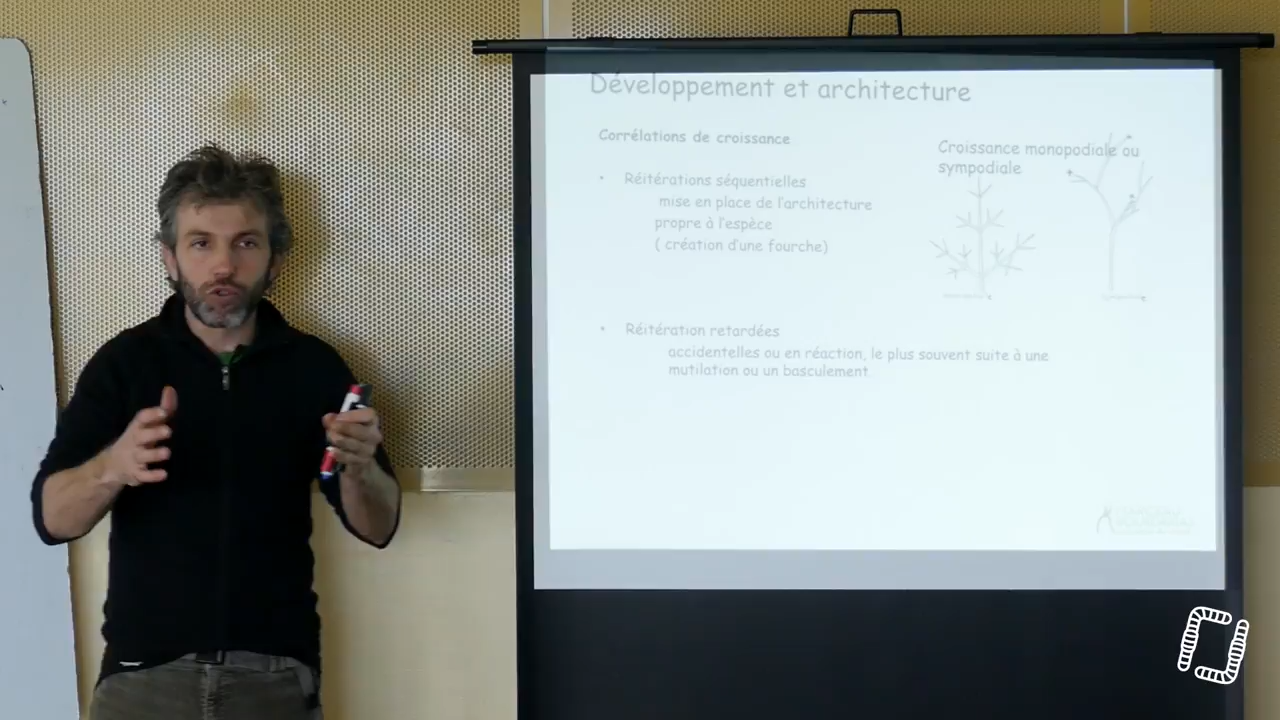 Développement et architecture
Corrélations de croissance
• Réitérations séquentielles
mise en place de l'architecture
propre à l'espèce
( création d'une fourche)
Croissance monopodiale ou
sympodiale
• Réitération retardées
accidentelles ou en réaction, le plus souvent suite à une
mutilation ou un basculement.